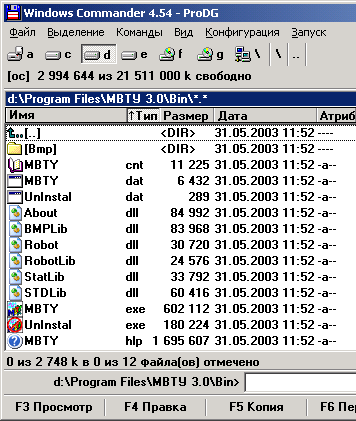 Windows Commander 4.54 - ProDG
Файл Выделение Команды Вид Конфигурация Запуск
a c d e f g \ \ ..
[ос] 2 994 644 из 21 511 000 k свободно
d:\Program Files\МВТУ 3.0\Bin\*.*
Имя ↑Тип Размер Дата Атриб
[..] <DIR> 31.05.2003 11:52 ----
[Bmp] <DIR> 31.05.2003 11:52 ----
MBTY cnt 11 225 31.05.2003 11:52 -a--
MBTY dat 6 432 31.05.2003 11:52 -a--
UnInstal dat 289 31.05.2003 11:52 -a--
About dll 84 992 31.05.2003 11:52 -a--
BMPLib dll 83 968 31.05.2003 11:52 -a--
Robot dll 30 720 31.05.2003 11:52 -a--
RobotLib dll 24 576 31.05.2003 11:52 -a--
StatLib dll 33 792 31.05.2003 11:52 -a--
STDLib dll 60 416 31.05.2003 11:52 -a--
MBTY exe 602 112 31.05.2003 11:52 -a--
UnInstal exe 180 224 31.05.2003 11:52 -a--
MBTY hlp 1 695 607 31.05.2003 11:52 -a--
0 из 2 748 k в 0 из 12 файла(ов) отмечено
d:\Program Files\МВТУ 3.0\Bin>
F3 Просмотр F4 Правка F5 Копия F6 Пе